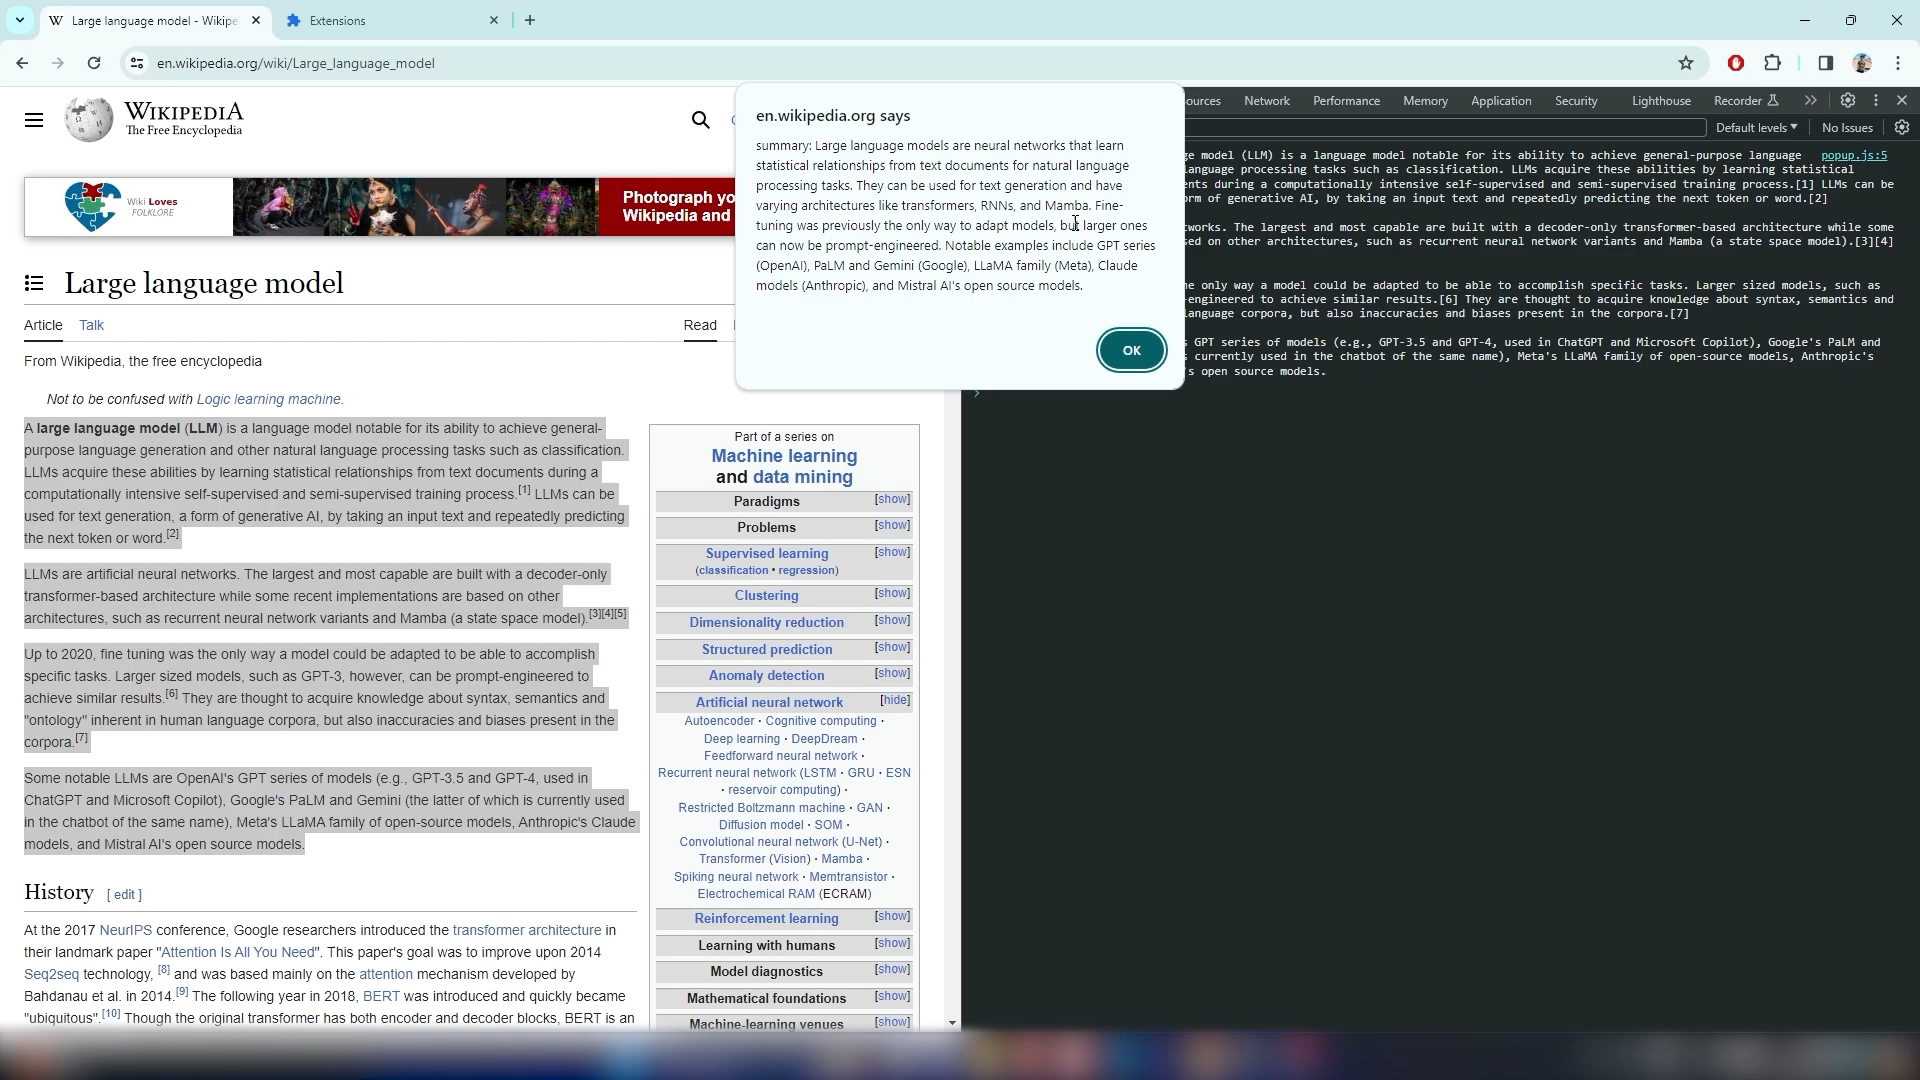 Large language model - Wikipe
Extensions
en.wikipedia.org/wiki/Large_language_model
WIKIPEDIA
The Free Encyclopedia
Wiki Loves
FOLKLORE
Photograph yo
Wikipedia and
Large language model
Article Talk
Read
From Wikipedia, the free encyclopedia
Not to be confused with Logic learning machine.
A large language model (LLM) is a language model notable for its ability to achieve general-
purpose language generation and other natural language processing tasks such as classification.
LLMs acquire these abilities by learning statistical relationships from text documents during a
computationally intensive self-supervised and semi-supervised training process.[1] LLMs can be
used for text generation, a form of generative AI, by taking an input text and repeatedly predicting
the next token or word.[2]
LLMs are artificial neural networks. The largest and most capable are built with a decoder-only
transformer-based architecture while some recent implementations are based on other
architectures, such as recurrent neural network variants and Mamba (a state space model).[3][4][5]
Up to 2020, fine tuning was the only way a model could be adapted to be able to accomplish
specific tasks. Larger sized models, such as GPT-3, however, can be prompt-engineered to
achieve similar results.[6] They are thought to acquire knowledge about syntax, semantics and
"ontology" inherent in human language corpora, but also inaccuracies and biases present in the
corpora.[7]
Some notable LLMs are OpenAI's GPT series of models (e.g., GPT-3.5 and GPT-4, used in
ChatGPT and Microsoft Copilot), Google's PaLM and Gemini (the latter of which is currently used
in the chatbot of the same name), Meta's LLaMA family of open-source models, Anthropic's Claude
models, and Mistral AI's open source models.
History [ edit ]
At the 2017 NeurIPS conference, Google researchers introduced the transformer architecture in
their landmark paper "Attention Is All You Need". This paper's goal was to improve upon 2014
Seq2seq technology, [8] and was based mainly on the attention mechanism developed by
Bahdanau et al. in 2014.[9] The following year in 2018, BERT was introduced and quickly became
"ubiquitous".[10] Though the original transformer has both encoder and decoder blocks, BERT is an
Part of a series on
Machine learning
and data mining
Paradigms [show]
Problems [show]
Supervised learning [show]
(classification • regression)
Clustering [show]
Dimensionality reduction [show]
Structured prediction [show]
Anomaly detection [show]
Artificial neural network [hide]
Autoencoder · Cognitive computing ·
Deep learning · DeepDream ·
Feedforward neural network ·
Recurrent neural network (LSTM · GRU · ESN
· reservoir computing) ·
Restricted Boltzmann machine · GAN ·
Diffusion model · SOM ·
Convolutional neural network (U-Net) ·
Transformer (Vision) · Mamba ·
Spiking neural network · Memtransistor ·
Electrochemical RAM (ECRAM)
Reinforcement learning [show]
Learning with humans [show]
Model diagnostics [show]
Mathematical foundations [show]
Machine-learning venues [show]
en.wikipedia.org says
summary: Large language models are neural networks that learn
statistical relationships from text documents for natural language
processing tasks. They can be used for text generation and have
varying architectures like transformers, RNNs, and Mamba. Fine-
tuning was previously the only way to adapt models, but larger ones
can now be prompt-engineered. Notable examples include GPT series
(OpenAI), PaLM and Gemini (Google), LLaMA family (Meta), Claude
models (Anthropic), and Mistral AI's open source models.
OK
ources Network Performance Memory Application Security Lighthouse Recorder
Default levels No Issues
ge model (LLM) is a language model notable for its ability to achieve general-purpose language popup.js:5
language processing tasks such as classification. LLMs acquire these abilities by learning statistical
ents during a computationally intensive self-supervised and semi-supervised training process.[1] LLMs can be
orm of generative AI, by taking an input text and repeatedly predicting the next token or word.[2]
works. The largest and most capable are built with a decoder-only transformer-based architecture while some
sed on other architectures, such as recurrent neural network variants and Mamba (a state space model).[3][4]
he only way a model could be adapted to be able to accomplish specific tasks. Larger sized models, such as
-engineered to achieve similar results.[6] They are thought to acquire knowledge about syntax, semantics and
language corpora, but also inaccuracies and biases present in the corpora.[7]
s GPT series of models (e.g., GPT-3.5 and GPT-4, used in ChatGPT and Microsoft Copilot), Google's PaLM and
s currently used in the chatbot of the same name), Meta's LLaMA family of open-source models, Anthropic's
's open source models.